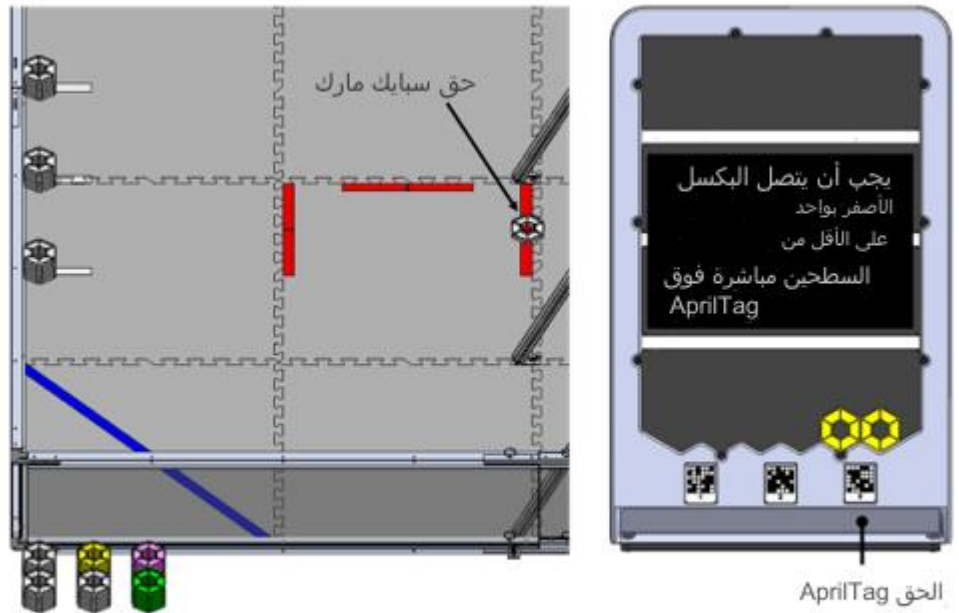 حق سبايك مارك
يجب أن يتصل البكسل
الأصفر بواحد
على الأقل من
السطحين مباشرة فوق
AprilTag
الحق AprilTag